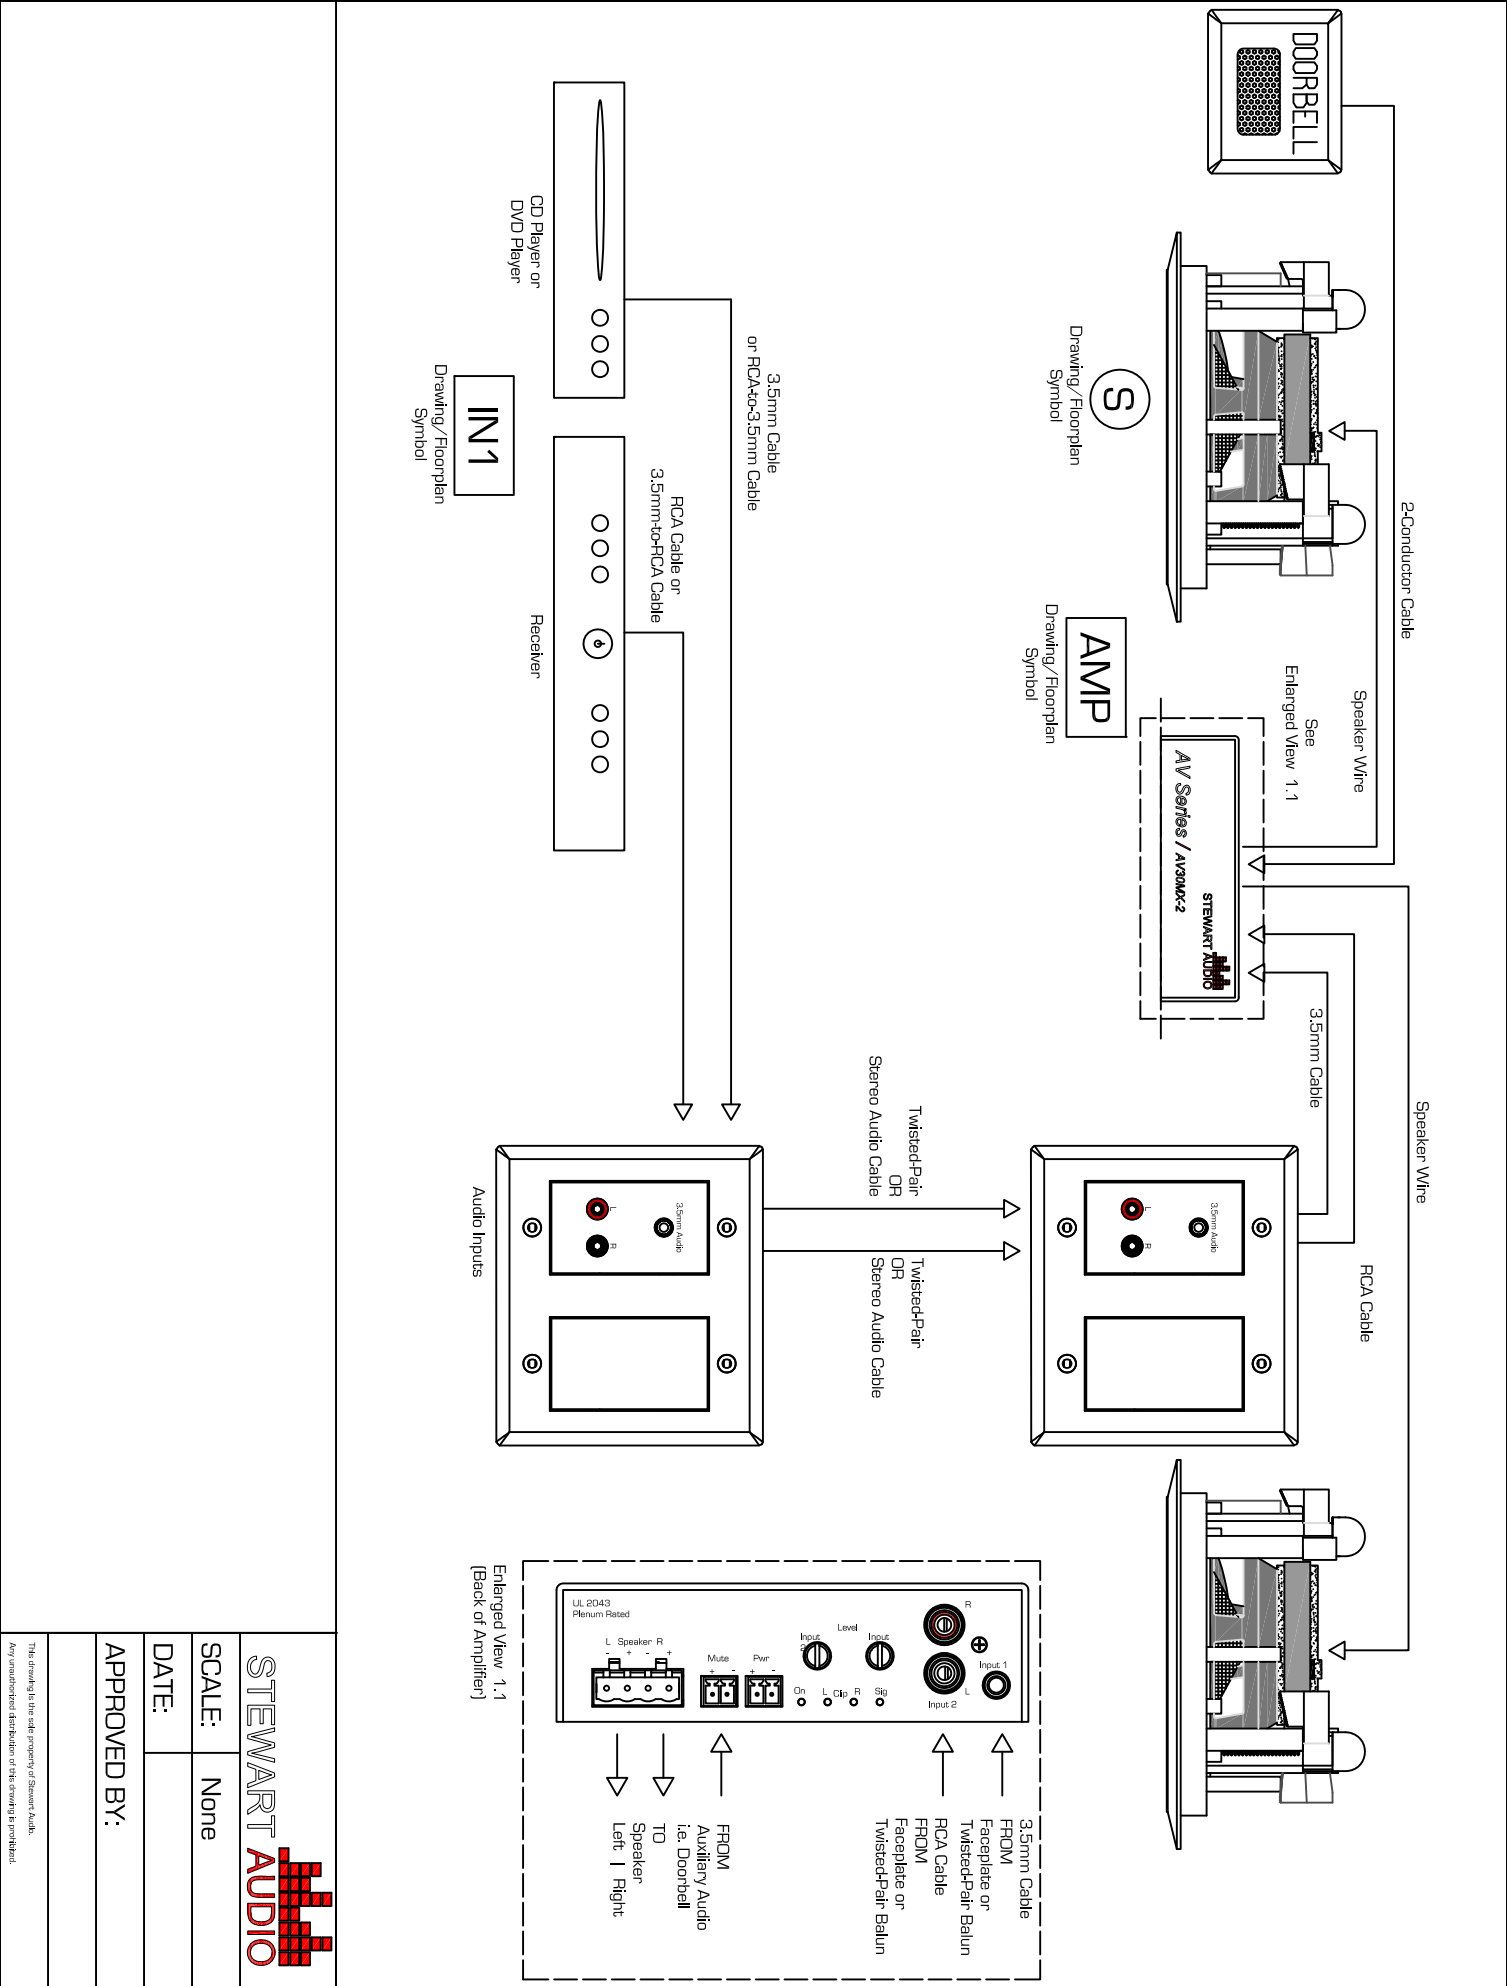 DOORBELL
2-Conductor Cable
Speaker Wire
Speaker Wire
See
Enlarged View 1.1
AV Series / AV30MX-2
STEWART AUDIO
3.5mm Cable
RCA Cable
S
Drawing/Floorplan
Symbol
AMP
Drawing/Floorplan
Symbol
3.5mm Audio
L
R
Twisted-Pair
OR
Stereo Audio Cable
Twisted-Pair
OR
Stereo Audio Cable
3.5mm Cable
or RCA-to-3.5mm Cable
RCA Cable or
3.5mm-to-RCA Cable
CD Player or
DVD Player
Receiver
IN1
Drawing/Floorplan
Symbol
3.5mm Audio
L
R
Audio Inputs
R
L
Input 1
Input 2
Level
Input
Input
2
On
L Clip R
Sig
Mute
+ -
Pwr
+ -
L Speaker R
- + - +
UL 2043
Plenum Rated
3.5mm Cable
FROM
Faceplate or
Twisted-Pair Balun
RCA Cable
FROM
Faceplate or
Twisted-Pair Balun
FROM
Auxiliary Audio
i.e. Doorbell
TO
Speaker
Left | Right
Enlarged View 1.1
(Back of Amplifier)
STEWART AUDIO
SCALE: None
DATE:
APPROVED BY:
This drawing is the sole property of Stewart Audio.
Any unauthorized distribution of this drawing is prohibited.